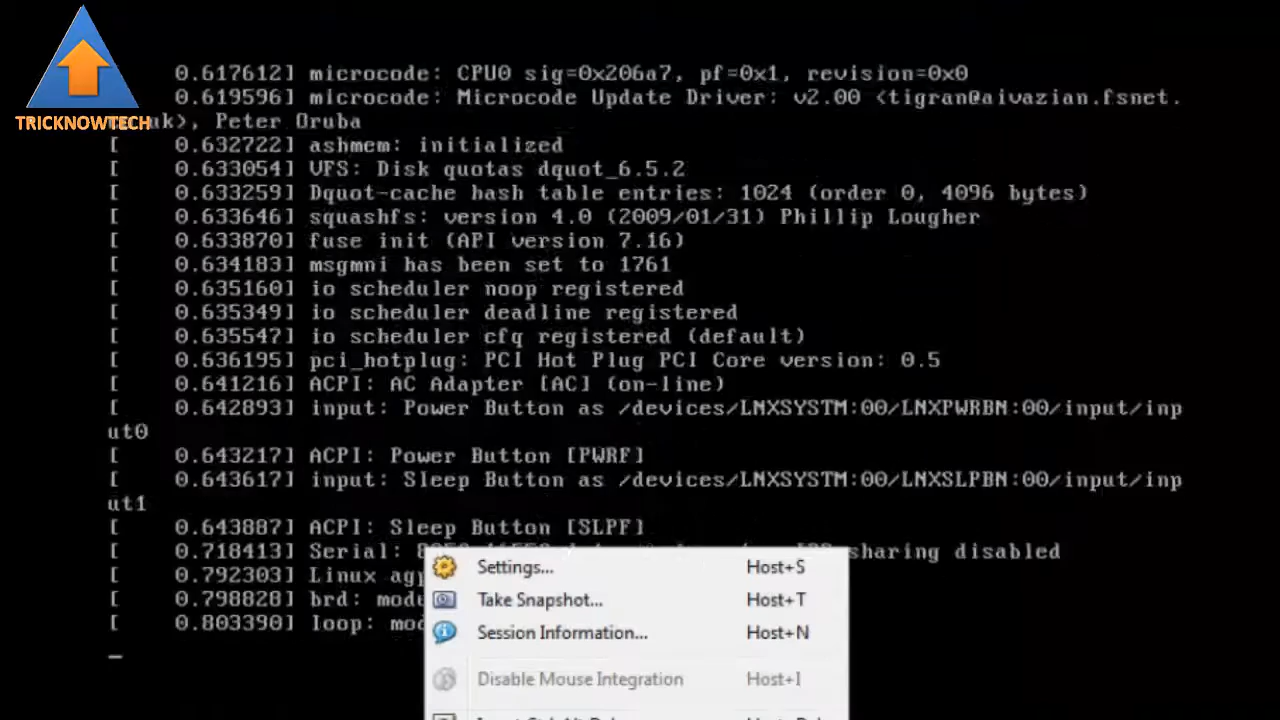 [ 0.617612] microcode: CPU0 sig=0x206a7, pf=0x1, revision=0x0
[ 0.619596] microcode: Microcode Update Driver: v2.00 <tigran@aivazian.fsnet.
TRICKNOWTECH
uk>, Peter Oruba
[ 0.632722] ashmem: initialized
[ 0.633054] VFS: Disk quotas dquot_6.5.2
[ 0.633259] Dquot-cache hash table entries: 1024 (order 0, 4096 bytes)
[ 0.633646] squashfs: version 4.0 (2009/01/31) Phillip Lougher
[ 0.633870] fuse init (API version 7.16)
[ 0.634183] msgmni has been set to 1761
[ 0.635160] io scheduler noop registered
[ 0.635349] io scheduler deadline registered
[ 0.635547] io scheduler cfq registered (default)
[ 0.636195] pci_hotplug: PCI Hot Plug PCI Core version: 0.5
[ 0.641216] ACPI: AC Adapter [AC] (on-line)
[ 0.642893] input: Power Button as /devices/LNXSYSTM:00/LNXPWRBN:00/input/inp
ut0
[ 0.643217] ACPI: Power Button [PWRF]
[ 0.643617] input: Sleep Button as /devices/LNXSYSTM:00/LNXSLPBN:00/input/inp
ut1
[ 0.643887] ACPI: Sleep Button [SLPF]
[ 0.718413] Serial: sharing disabled
[ 0.792303] Linux
[ 0.798828] brd:
[ 0.803390] loop:
Settings... Host+S
Take Snapshot... Host+T
Session Information... Host+N
Disable Mouse Integration Host+I